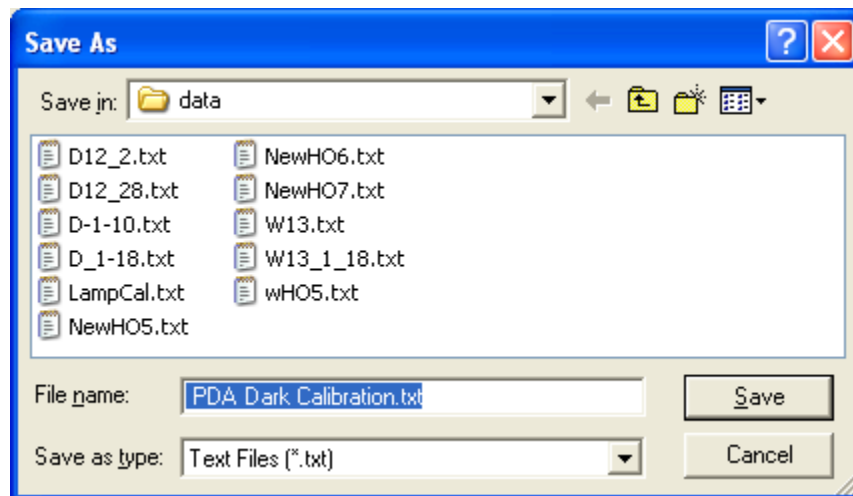 Save As
Save in: data
D12_2.txt
D12_28.txt
D-1-10.txt
D_1-18.txt
LampCal.txt
NewHO5.txt
NewHO6.txt
NewHO7.txt
W13.txt
W13_1_18.txt
wHO5.txt
File name: PDA Dark Calibration.txt Save
Save as type: Text Files (*.txt) Cancel